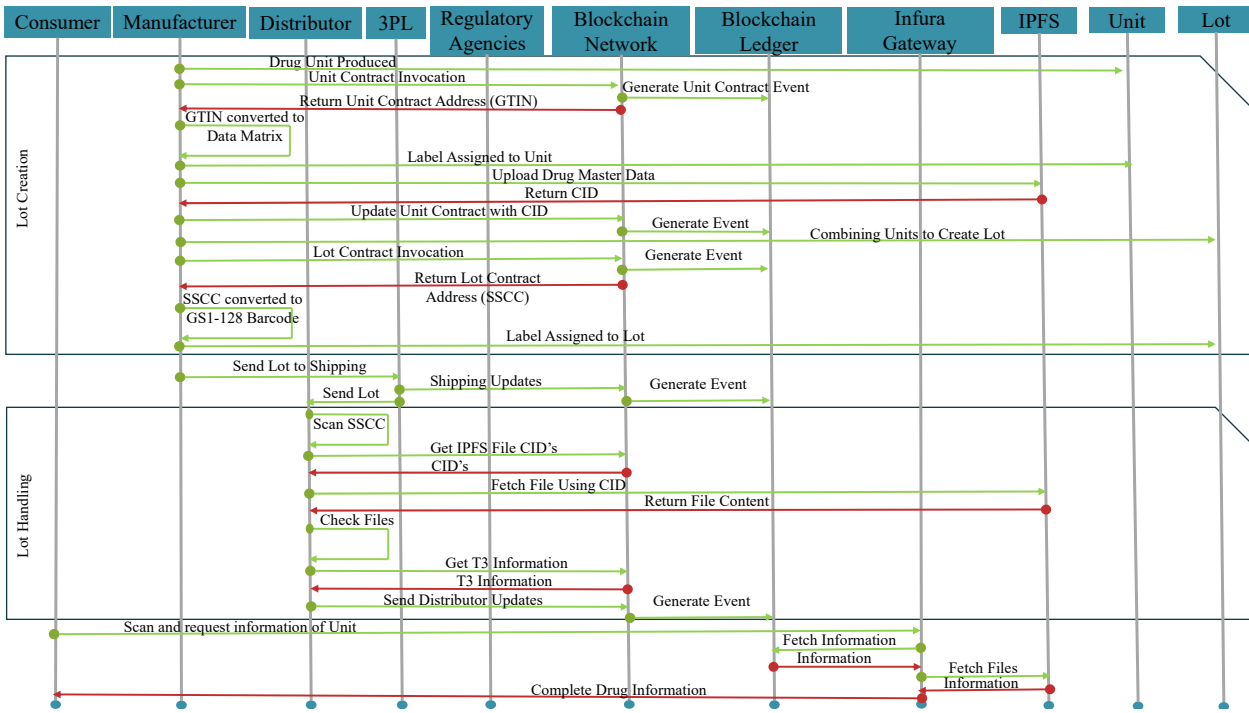 Consumer
Manufacturer
Distributor
3PL
Regulatory
Agencies
Blockchain
Network
Blockchain
Ledger
Infura
Gateway
IPFS
Unit
Lot
Lot Creation
Drug Unit Produced
Unit Contract Invocation
Generate Unit Contract Event
Return Unit Contract Address (GTIN)
GTIN converted to
Data Matrix
Label Assigned to Unit
Upload Drug Master Data
Return CID
Update Unit Contract with CID
Generate Event
Combining Units to Create Lot
Lot Contract Invocation
Generate Event
Return Lot Contract
Address (SSCC)
SSCC converted to
GS1-128 Barcode
Label Assigned to Lot
Send Lot to Shipping
Shipping Updates
Generate Event
Send Lot
Lot Handling
Scan SSCC
Get IPFS File CID's
CID's
Fetch File Using CID
Return File Content
Check Files
Get T3 Information
T3 Information
Send Distributor Updates
Generate Event
Scan and request information of Unit
Fetch Information
Information
Fetch Files
Information
Complete Drug Information